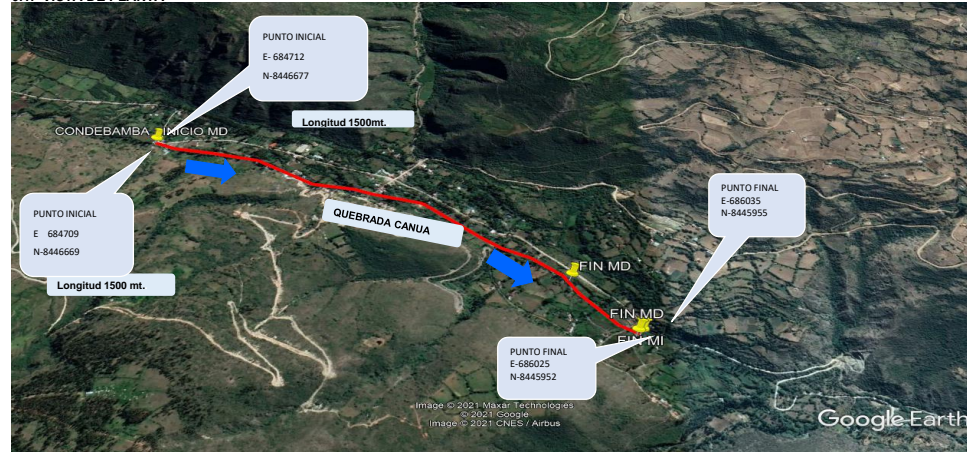 PUNTO INICIAL
E- 684712
N-8446677
Longitud 1500mt.
CONDEBAMBA INICIO MD
PUNTO INICIAL
E 684709
N-8446669
Longitud 1500 mt.
QUEBRADA CANUA
PUNTO FINAL
E-686035
N-8445955
FIN MD
FIN MD
FIN MI
PUNTO FINAL
E-686025
N-8445952
Image © 2021 Maxar Technologies
© 2021 Google
Image © 2021 CNES / Airbus
Google Earth